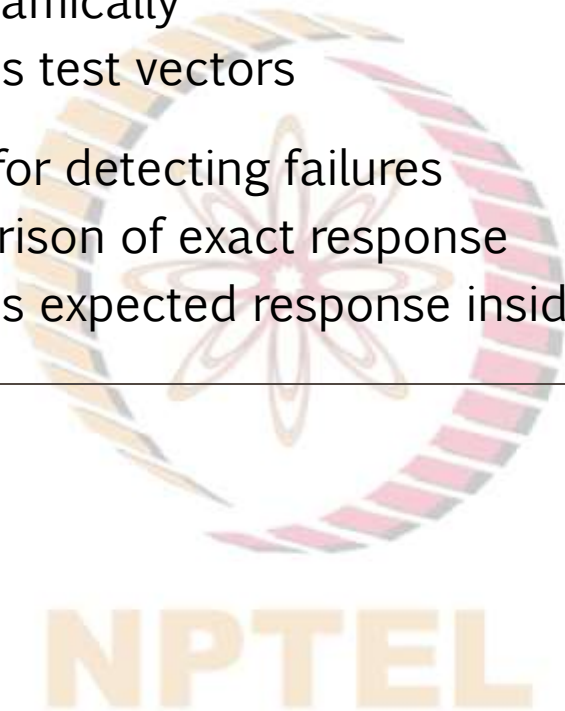 amically
s test vectors
for detecting failures
rison of exact response
s expected response insid
NPTEL